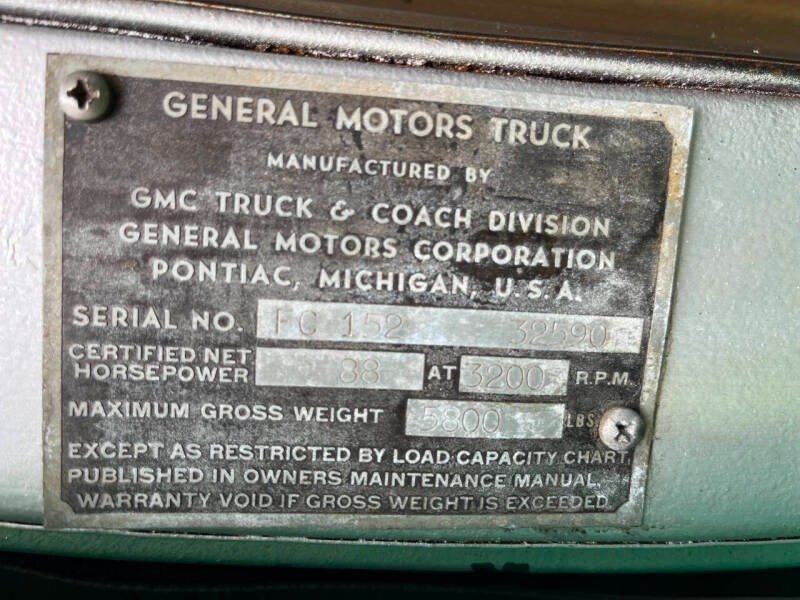 GENERAL MOTORS TRUCK
MANUFACTURED BY
GMC TRUCK & COACH DIVISION
GENERAL MOTORS CORPORATION
PONTIAC, MICHIGAN, U.S.A.
SERIAL NO. FC 152 32590
CERTIFIED NET
HORSEPOWER 88 AT 3200 R.P.M.
MAXIMUM GROSS WEIGHT 5800 LBS
EXCEPT AS RESTRICTED BY LOAD CAPACITY CHART,
PUBLISHED IN OWNERS MAINTENANCE MANUAL.
WARRANTY VOID IF GROSS WEIGHT IS EXCEEDED.